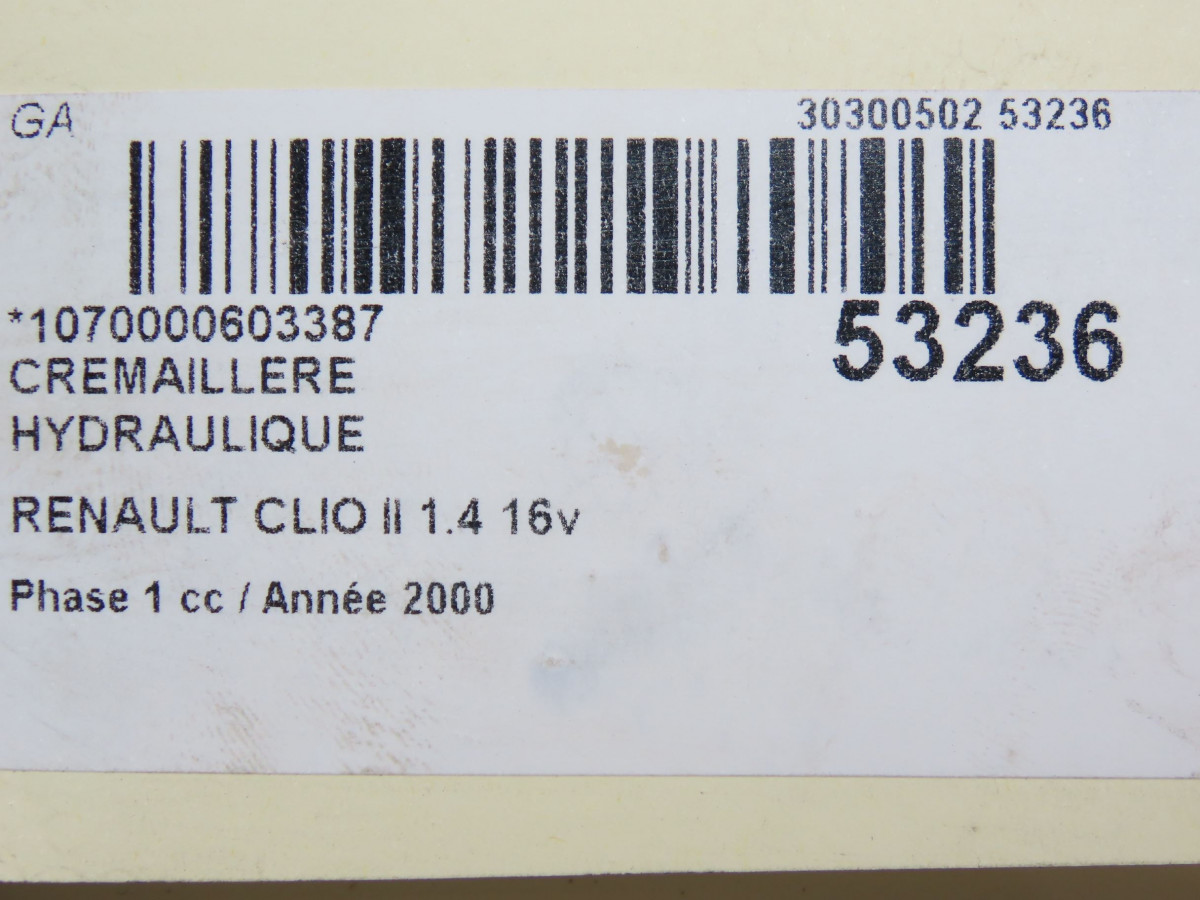 GA
30300502 53236
*1070000603387
53236
CREMAILLERE
HYDRAULIQUE
RENAULT CLIO II 1.4 16v
Phase 1 cc / Année 2000